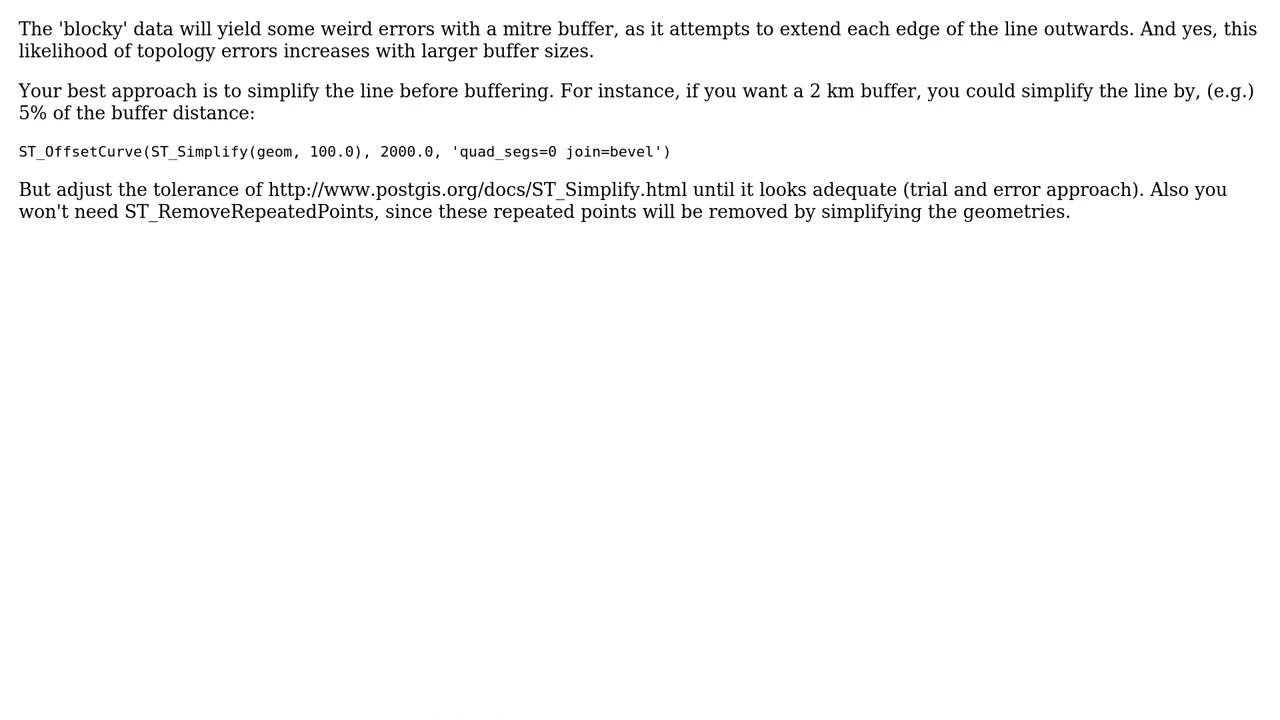 The 'blocky' data will yield some weird errors with a mitre buffer, as it attempts to extend each edge of the line outwards. And yes, this
likelihood of topology errors increases with larger buffer sizes.
Your best approach is to simplify the line before buffering. For instance, if you want a 2 km buffer, you could simplify the line by, (e.g.)
5% of the buffer distance:
ST_OffsetCurve(ST_Simplify(geom, 100.0), 2000.0, 'quad_segs=0 join=bevel')
But adjust the tolerance of http://www.postgis.org/docs/ST_Simplify.html until it looks adequate (trial and error approach). Also you
won't need ST_RemoveRepeatedPoints, since these repeated points will be removed by simplifying the geometries.